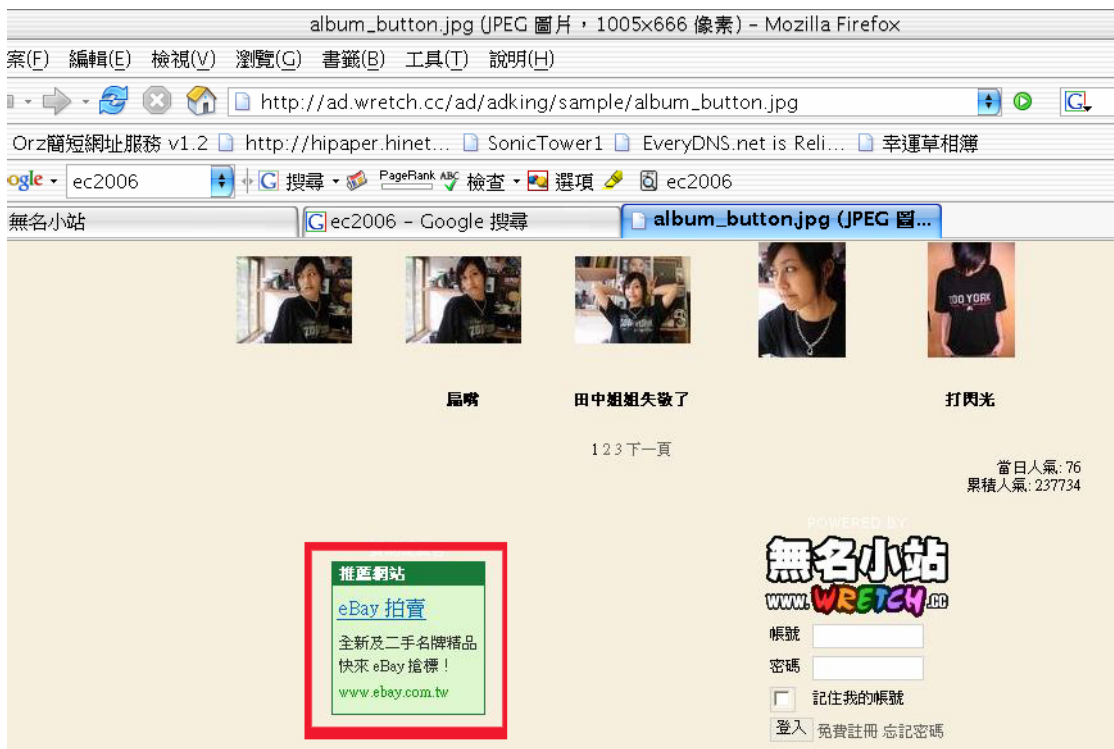 album_button.jpg (JPEG 圖片，1005x666 像素) – Mozilla Firefox
案(F) 編輯(E) 檢視(V) 瀏覽(G) 書籤(B) 工具(T) 說明(H)
http://ad.wretch.cc/ad/adking/sample/album_button.jpg
Orz簡短網址服務 v1.2 http://hipaper.hinet... SonicTower1 EveryDNS.net is Reli... 幸運草相簿
ogle ec2006 G 搜尋 PageRank ABC 檢查 選項 ec2006
無名小站 ec2006 – Google 搜尋 album_button.jpg (JPEG 圖...
ZOO YORK
扁嘴 田中姐姐失敬了 打閃光
1 2 3 下一頁
當日人氣: 76
累積人氣: 237734
POWERED BY
無名小站
WWW.WRETCH.CC
推薦網站
eBay 拍賣
全新及二手名牌精品
快來 eBay 搶標！
www.ebay.com.tw
帳號
密碼
記住我的帳號
登入 免費註冊 忘記密碼